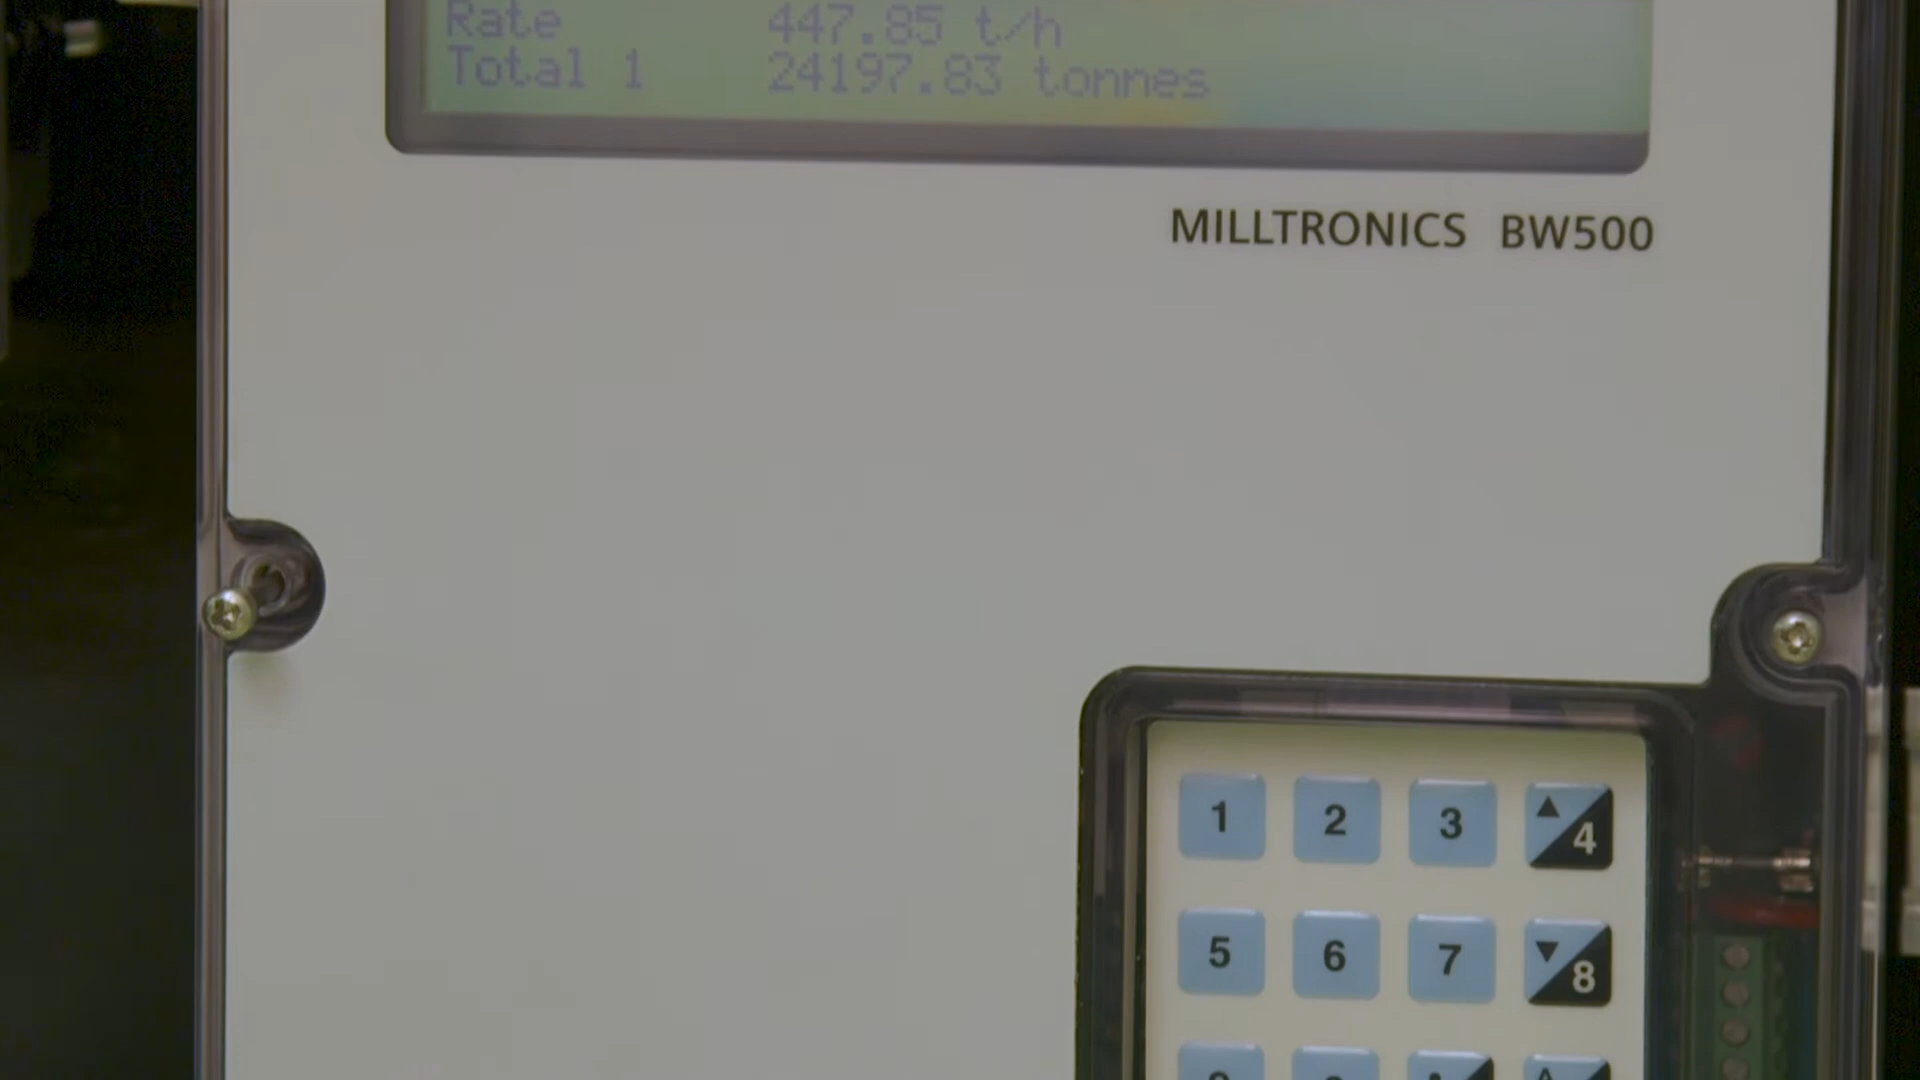 Rate 447.85 t/h
Total 1 24197.83 tonnes
MILLTRONICS BW500
1 2 3 4
5 6 7 8